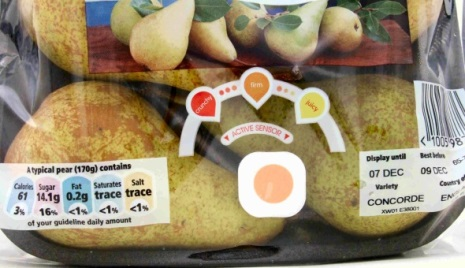 crunchy firm juicy
ACTIVE SENSOR
A typical pear (170g) contains
Calories Sugar Fat Saturates Salt
61 14.1g 0.2g trace trace
3% 16% <1% <1% <1%
of your guideline daily amount
Display until Best before
07 DEC 09 DEC
Variety
CONCORDE
XW01 E38001